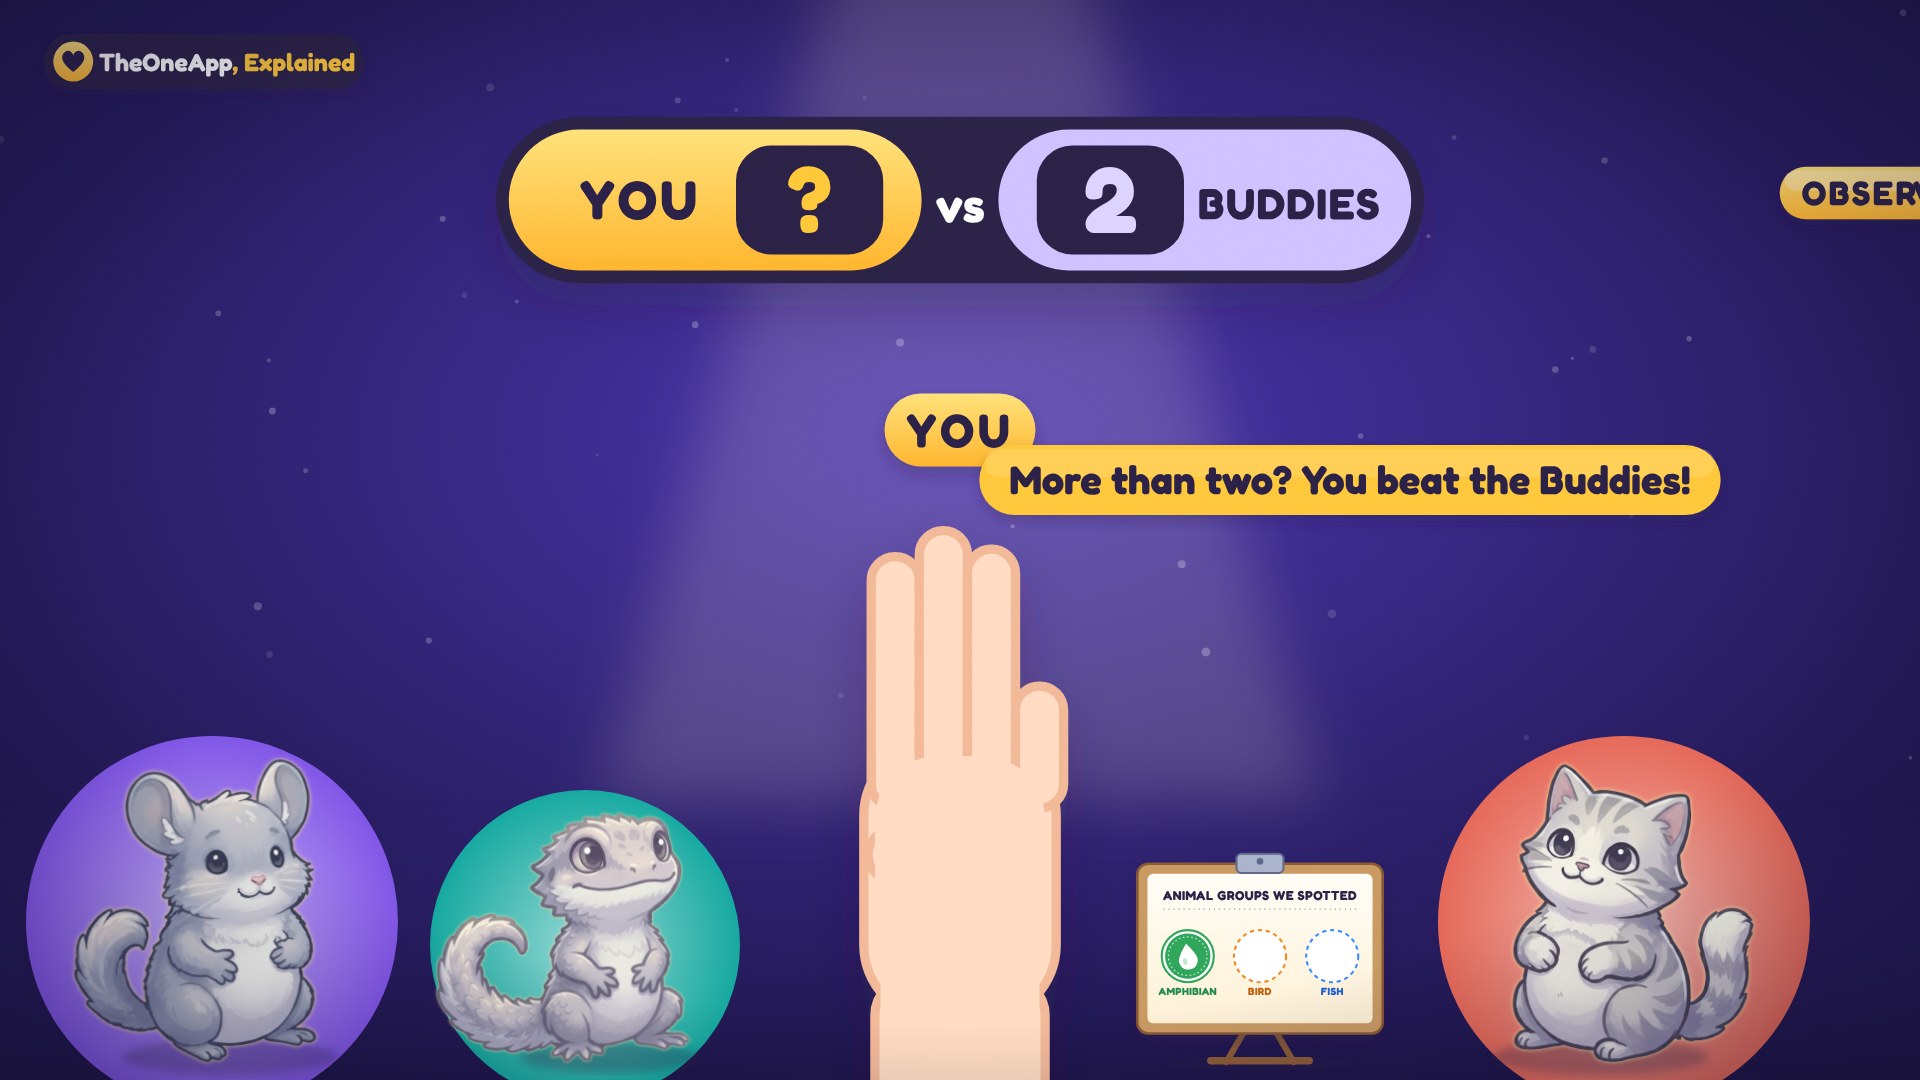 TheOneApp, Explained
YOU ? vs 2 BUDDIES
OBSERV
YOU
More than two? You beat the Buddies!
ANIMAL GROUPS WE SPOTTED
AMPHIBIAN BIRD FISH